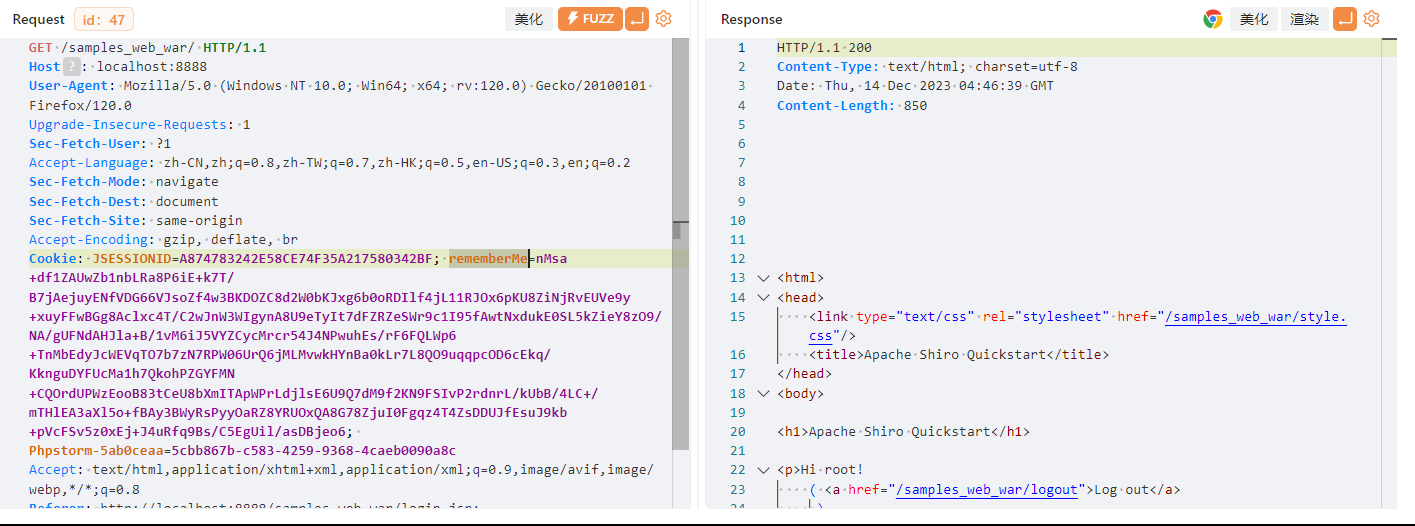 Request id: 47 美化 FUZZ
GET /samples_web_war/ HTTP/1.1
Host ? : localhost:8888
User-Agent: Mozilla/5.0 (Windows NT 10.0; Win64; x64; rv:120.0) Gecko/20100101
Firefox/120.0
Upgrade-Insecure-Requests: 1
Sec-Fetch-User: ?1
Accept-Language: zh-CN,zh;q=0.8,zh-TW;q=0.7,zh-HK;q=0.5,en-US;q=0.3,en;q=0.2
Sec-Fetch-Mode: navigate
Sec-Fetch-Dest: document
Sec-Fetch-Site: same-origin
Accept-Encoding: gzip, deflate, br
Cookie: JSESSIONID=A874783242E58CE74F35A217580342BF; rememberMe=nMsa
+df1ZAUwZb1nbLRa8P6iE+k7T/
B7jAejuyENfVDG66VJsoZf4w3BKDOZC8d2W0bKJxg6b0oRDIlf4jL11RJOx6pKU8ZiNjRvEUVe9y
+xuyFFwBGg8Aclxc4T/C2wJnW3WIgynA8U9eTyIt7dFZRZeSWr9c1I95fAwtNxdukE0SL5kZieY8zO9/
NA/gUFNdAHJla+B/1vM6iJ5VYZCycMrcr54J4NPwuhEs/rF6FQLWp6
+TnMbEdyJcWEVqTO7b7zN7RPW06UrQ6jMLMvwkHYnBa0kLr7L8QO9uqqpcOD6cEkq/
KknguDYFUcMa1h7QkohPZGYFMN
+CQOrdUPWzEooB83tCeU8bXmITApWPrLdjlsE6U9Q7dM9f2KN9FSIvP2rdnrL/kUbB/4LC+/
mTHlEA3aXl5o+fBAy3BWyRsPyyOaRZ8YRUOxQA8G78ZjuI0Fgqz4T4ZsDDUJfEsuJ9kb
+pVcFSv5z0xEj+J4uRfq9Bs/C5EgUil/asDBjeo6;
Phpstorm-5ab0ceaa=5cbb867b-c583-4259-9368-4caeb0090a8c
Accept: text/html,application/xhtml+xml,application/xml;q=0.9,image/avif,image/
webp,*/*;q=0.8
Referer: http://localhost:8888/samples_web_war/login.jsp;
Response 美化 渲染
1 HTTP/1.1 200
2 Content-Type: text/html; charset=utf-8
3 Date: Thu, 14 Dec 2023 04:46:39 GMT
4 Content-Length: 850
5
6
7
8
9
10
11
12
13 <html>
14 <head>
15 <link type="text/css" rel="stylesheet" href="/samples_web_war/style.
css"/>
16 <title>Apache Shiro Quickstart</title>
17 </head>
18 <body>
19
20 <h1>Apache Shiro Quickstart</h1>
21
22 <p>Hi root!
23 ( <a href="/samples_web_war/logout">Log out</a>
24 )